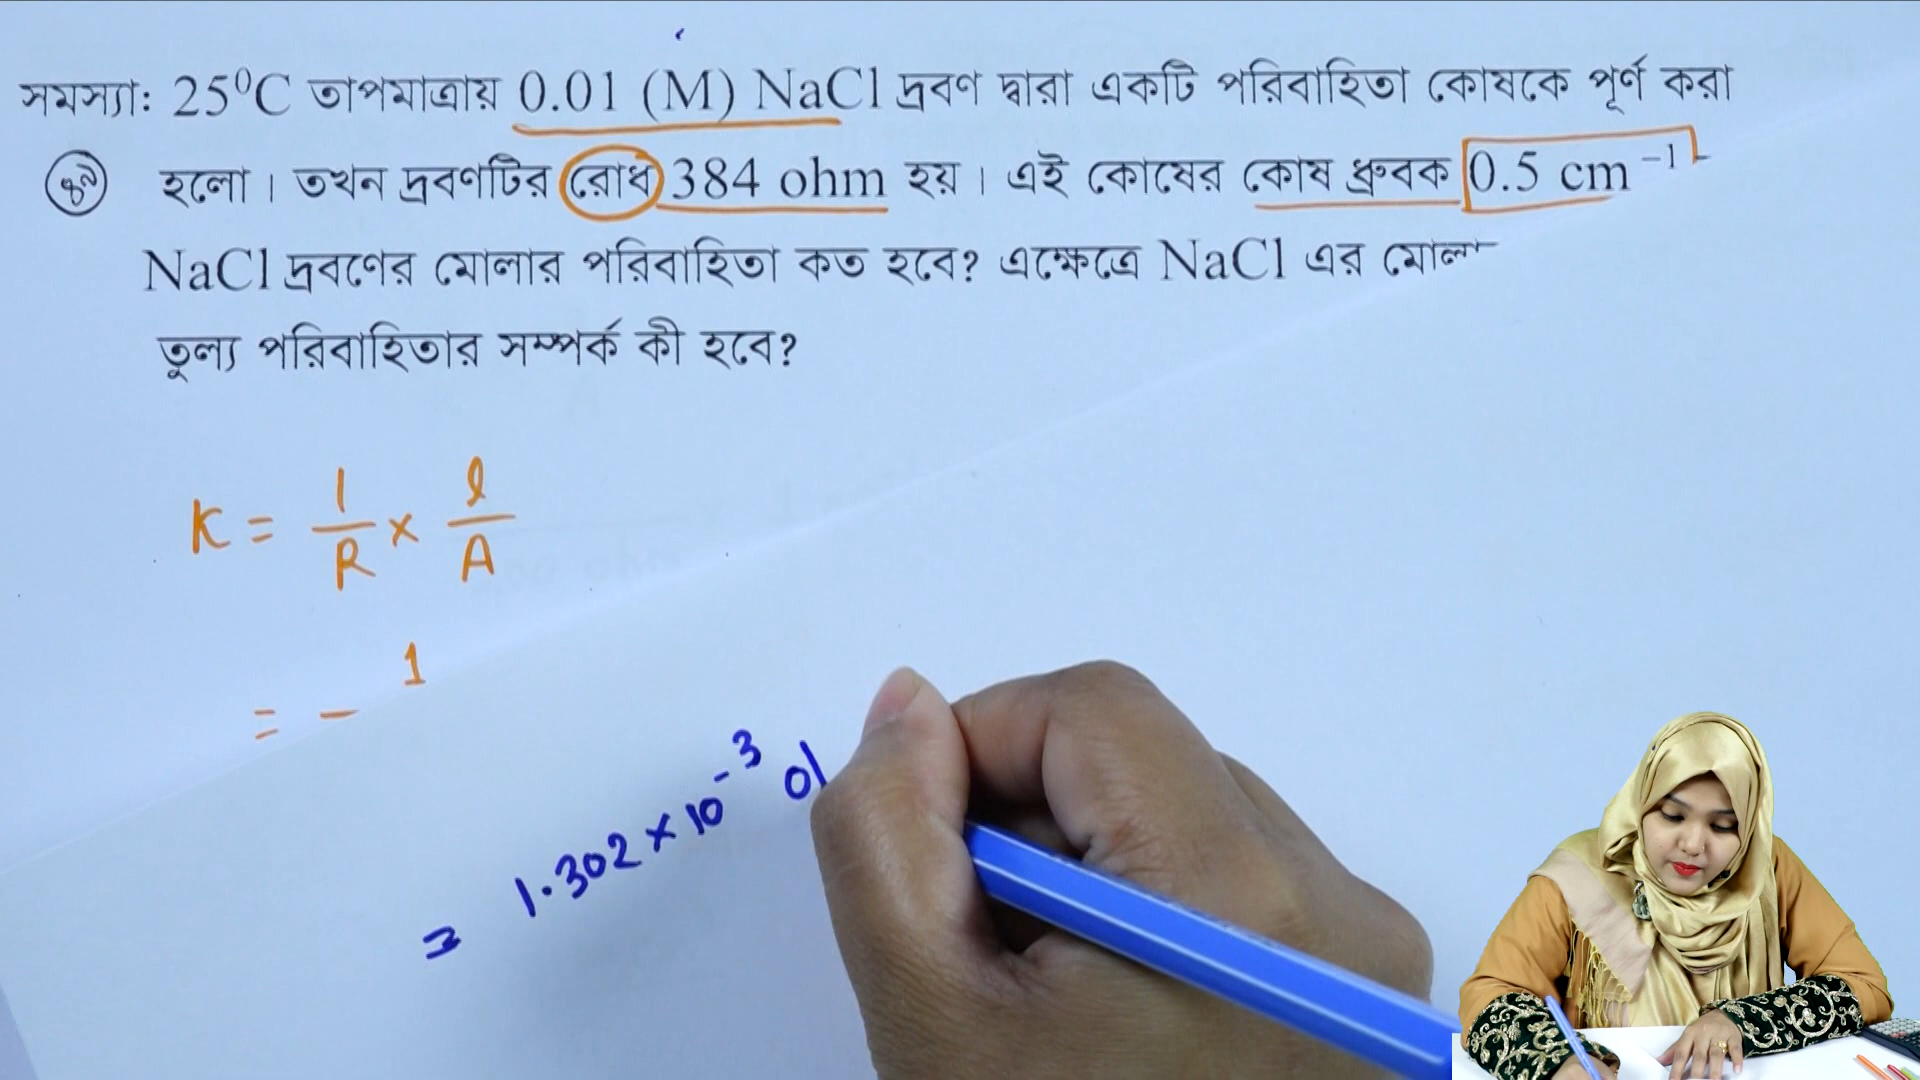 সমস্যা: 25⁰C তাপমাত্রায় 0.01 (M) NaCl দ্রবণ দ্বারা একটি পরিবাহিতা কোষকে পূর্ণ করা
৪৯ হলো। তখন দ্রবণটির রোধ 384 ohm হয়। এই কোষের কোষ ধ্রুবক 0.5 cm⁻¹
NaCl দ্রবণের মোলার পরিবাহিতা কত হবে? এক্ষেত্রে NaCl এর
তুল্য পরিবাহিতার সম্পর্ক কী হবে?
K = 1/R × l/A
= 1
= 1.302 × 10⁻³